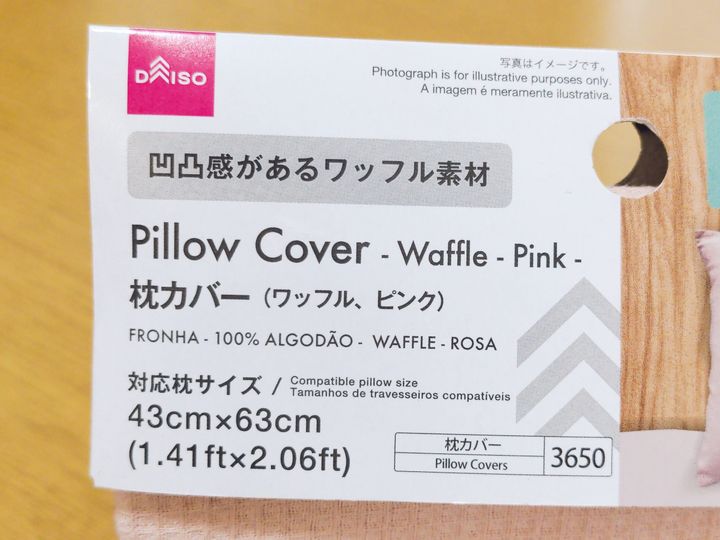 DAISO
写真はイメージです。
Photograph is for illustrative purposes only.
A imagem é meramente ilustrativa.
凹凸感があるワッフル素材
Pillow Cover - Waffle - Pink -
枕カバー（ワッフル、ピンク）
FRONHA - 100% ALGODÃO - WAFFLE - ROSA
対応枕サイズ / Compatible pillow size
Tamanhos de travesseiros compatíveis
43cm×63cm
(1.41ft×2.06ft)
枕カバー
Pillow Covers
3650